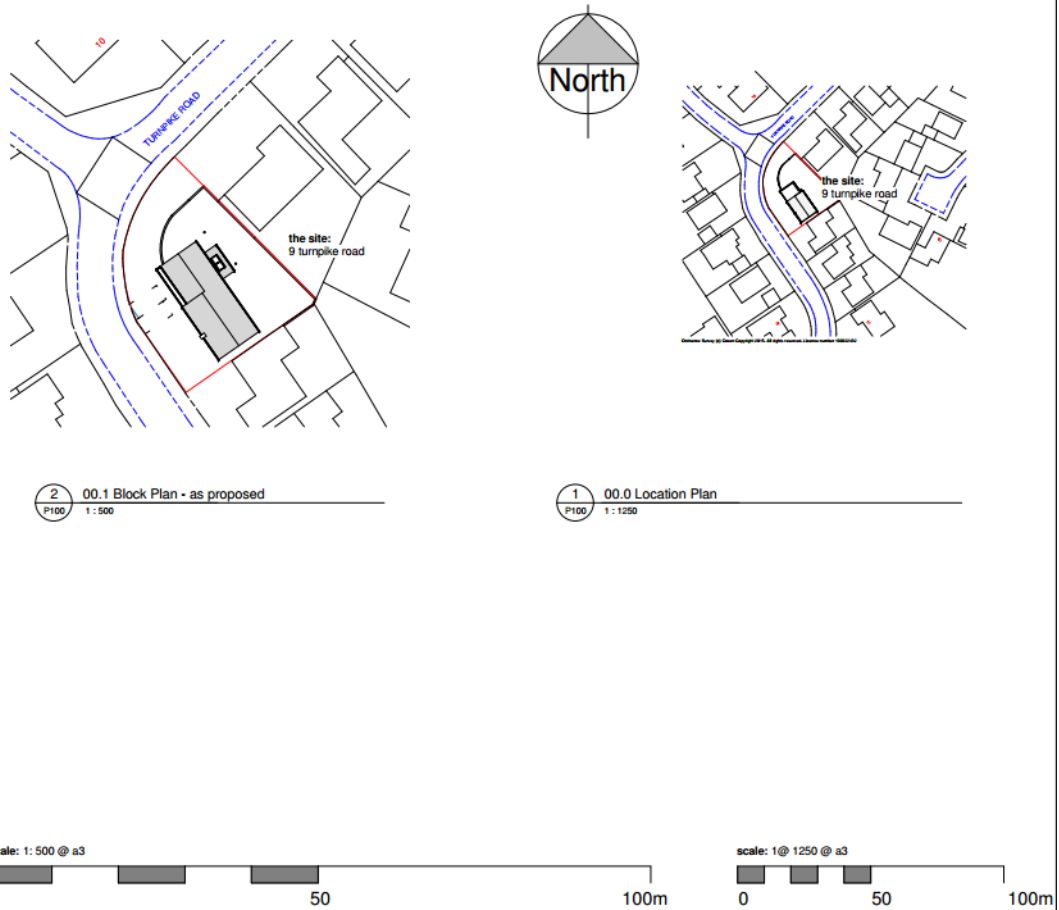 10
TURNPIKE ROAD
the site:
9 turnpike road
North
TURNPIKE ROAD
the site:
9 turnpike road
2
P100
00.1 Block Plan - as proposed
1 : 500
1
P100
00.0 Location Plan
1 : 1250
ale: 1: 500 @ a3
50
100m
scale: 1@ 1250 @ a3
0
50
100m